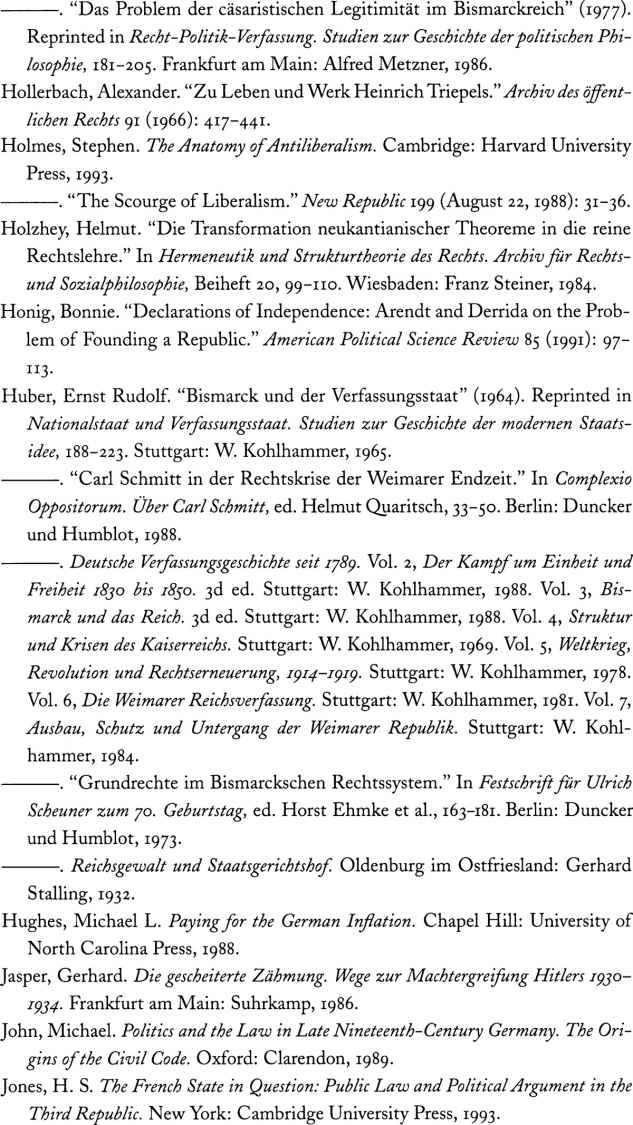 ———. “Das Problem der cäsaristischen Legitimität im Bismarckreich” (1977).
Reprinted in Recht-Politik-Verfassung. Studien zur Geschichte der politischen Phi-
losophie, 181–205. Frankfurt am Main: Alfred Metzner, 1986.
Hollerbach, Alexander. “Zu Leben und Werk Heinrich Triepels.” Archiv des öffent-
lichen Rechts 91 (1966): 417–441.
Holmes, Stephen. The Anatomy of Antiliberalism. Cambridge: Harvard University
Press, 1993.
———. “The Scourge of Liberalism.” New Republic 199 (August 22, 1988): 31–36.
Holzhey, Helmut. “Die Transformation neukantianischer Theoreme in die reine
Rechtslehre.” In Hermeneutik und Strukturtheorie des Rechts. Archiv für Rechts-
und Sozialphilosophie, Beiheft 20, 99–110. Wiesbaden: Franz Steiner, 1984.
Honig, Bonnie. “Declarations of Independence: Arendt and Derrida on the Prob-
lem of Founding a Republic.” American Political Science Review 85 (1991): 97–
113.
Huber, Ernst Rudolf. “Bismarck und der Verfassungsstaat” (1964). Reprinted in
Nationalstaat und Verfassungsstaat. Studien zur Geschichte der modernen Staats-
idee, 188–223. Stuttgart: W. Kohlhammer, 1965.
———. “Carl Schmitt in der Rechtskrise der Weimarer Endzeit.” In Complexio
Oppositorum. Über Carl Schmitt, ed. Helmut Quaritsch, 33–50. Berlin: Duncker
und Humblot, 1988.
———. Deutsche Verfassungsgeschichte seit 1789. Vol. 2, Der Kampf um Einheit und
Freiheit 1830 bis 1850. 3d ed. Stuttgart: W. Kohlhammer, 1988. Vol. 3, Bis-
marck und das Reich. 3d ed. Stuttgart: W. Kohlhammer, 1988. Vol. 4, Struktur
und Krisen des Kaiserreichs. Stuttgart: W. Kohlhammer, 1969. Vol. 5, Weltkrieg,
Revolution und Rechtserneuerung, 1914–1919. Stuttgart: W. Kohlhammer, 1978.
Vol. 6, Die Weimarer Reichsverfassung. Stuttgart: W. Kohlhammer, 1981. Vol. 7,
Ausbau, Schutz und Untergang der Weimarer Republik. Stuttgart: W. Kohl-
hammer, 1984.
———. “Grundrechte im Bismarckschen Rechtssystem.” In Festschrift für Ulrich
Scheuner zum 70. Geburtstag, ed. Horst Ehmke et al., 163–181. Berlin: Duncker
und Humblot, 1973.
———. Reichsgewalt und Staatsgerichtshof. Oldenburg im Ostfriesland: Gerhard
Stalling, 1932.
Hughes, Michael L. Paying for the German Inflation. Chapel Hill: University of
North Carolina Press, 1988.
Jasper, Gerhard. Die gescheiterte Zähmung. Wege zur Machtergreifung Hitlers 1930–
1934. Frankfurt am Main: Suhrkamp, 1986.
John, Michael. Politics and the Law in Late Nineteenth-Century Germany. The Ori-
gins of the Civil Code. Oxford: Clarendon, 1989.
Jones, H. S. The French State in Question: Public Law and Political Argument in the
Third Republic. New York: Cambridge University Press, 1993.